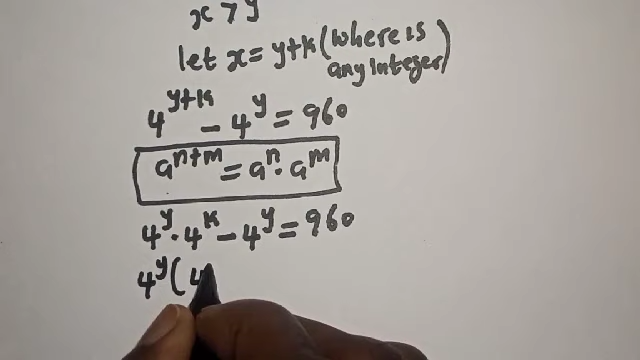 x > y
let x = y+k (where is
any integer)
4^{y+k} - 4^y = 960
a^{n+m} = a^n · a^m
4^y · 4^k - 4^y = 960
4^y ( 4